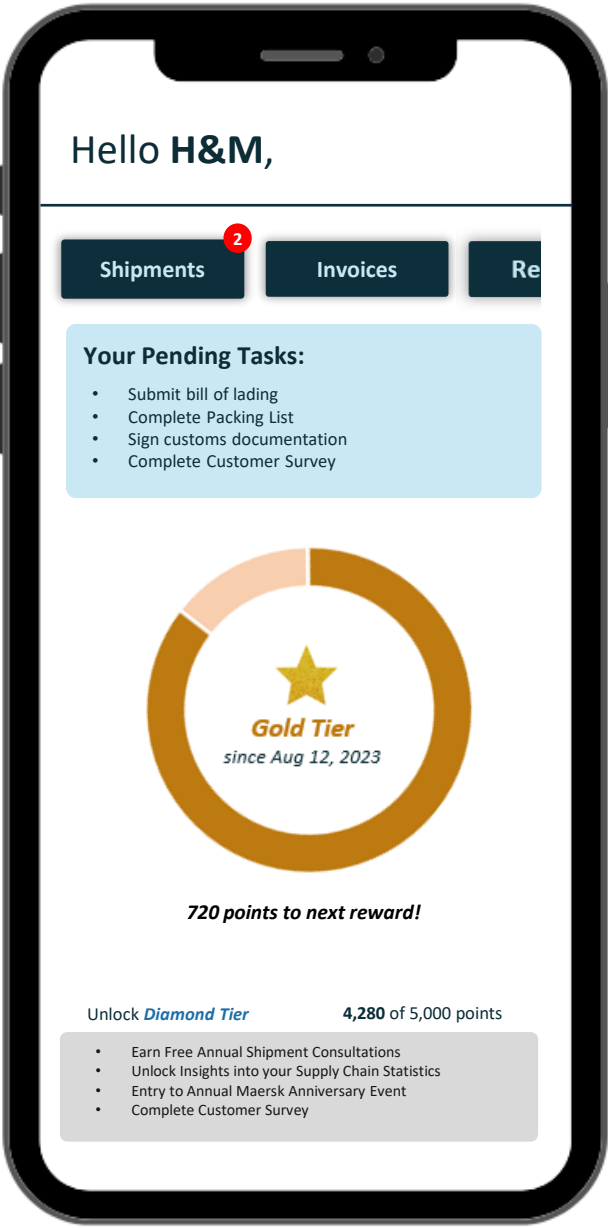 Hello H&M,
2
Shipments
Invoices
Re
Your Pending Tasks:
• Submit bill of lading
• Complete Packing List
• Sign customs documentation
• Complete Customer Survey
Gold Tier
since Aug 12, 2023
720 points to next reward!
Unlock Diamond Tier
4,280 of 5,000 points
• Earn Free Annual Shipment Consultations
• Unlock Insights into your Supply Chain Statistics
• Entry to Annual Maersk Anniversary Event
• Complete Customer Survey